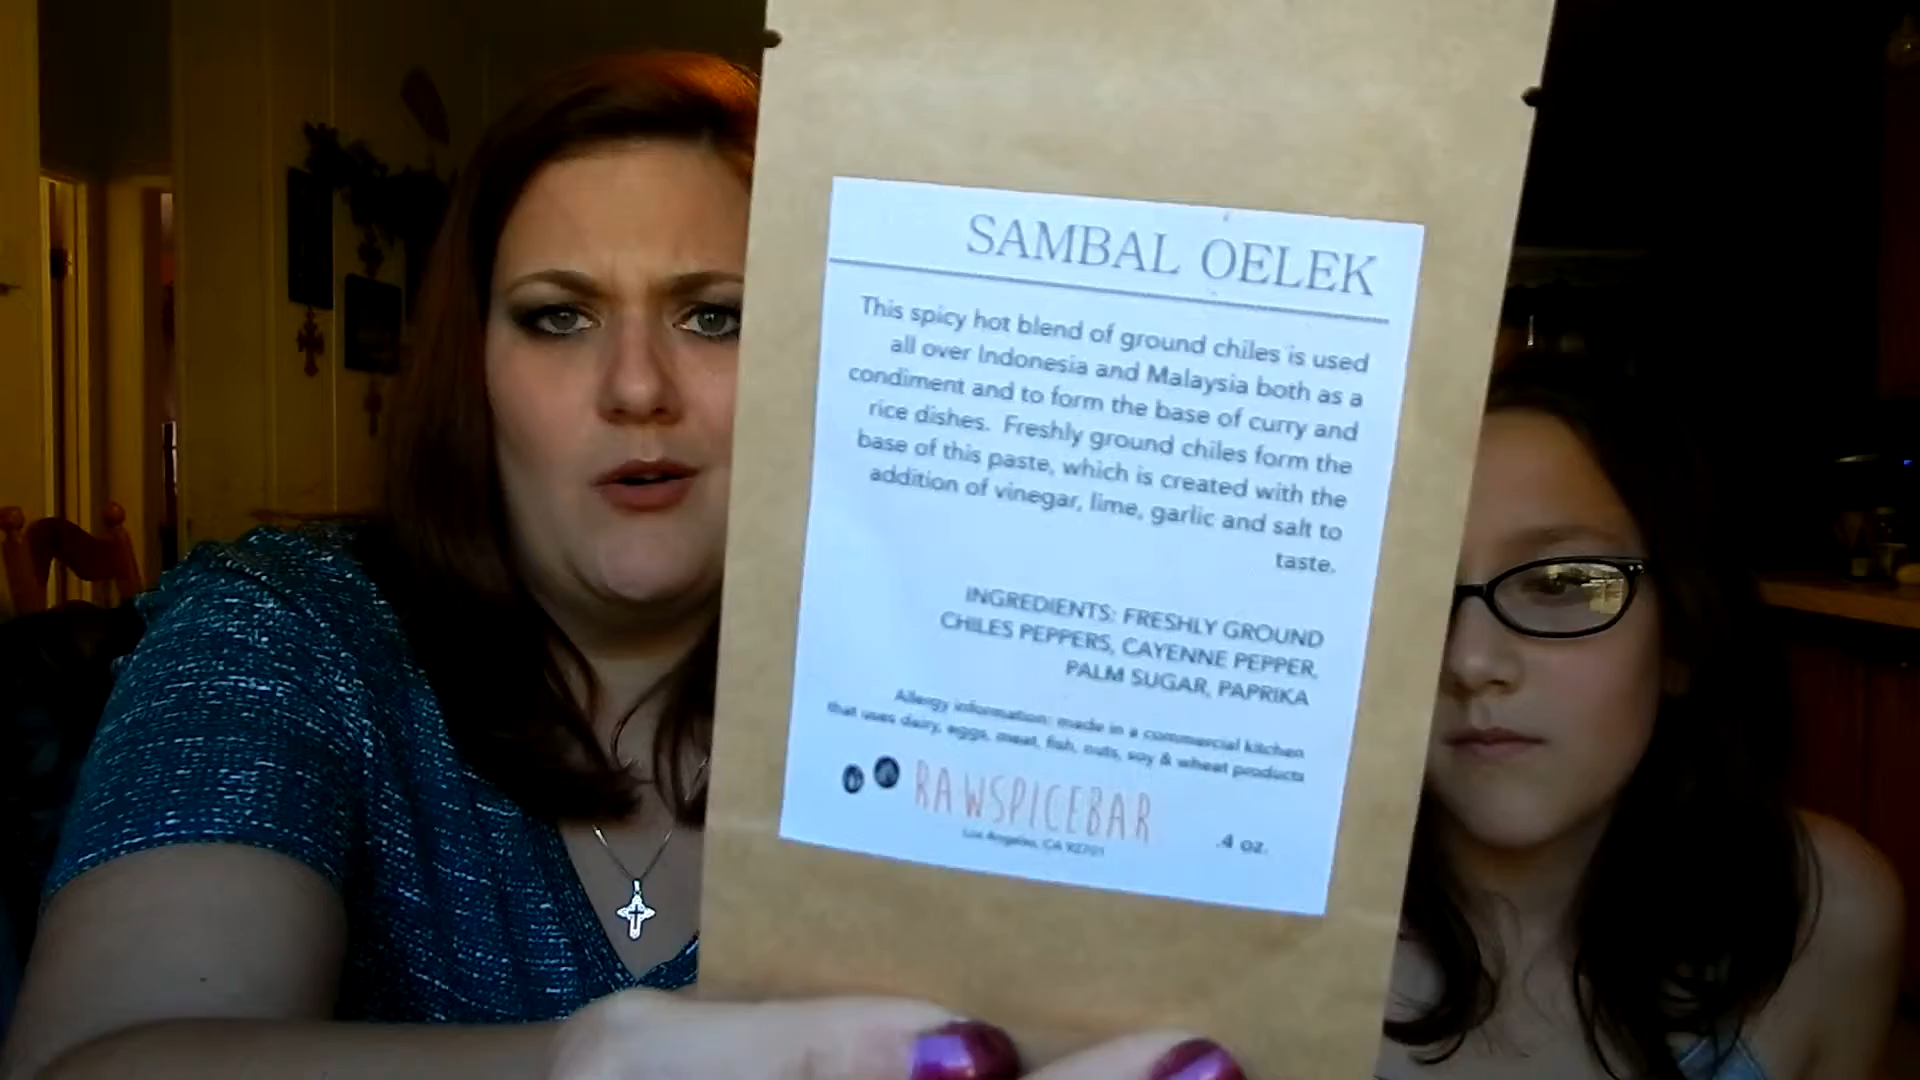 SAMBAL OELEK
This spicy hot blend of ground chiles is used
all over Indonesia and Malaysia both as a
condiment and to form the base of curry and
rice dishes. Freshly ground chiles form the
base of this paste, which is created with the
addition of vinegar, lime, garlic and salt to
taste.
INGREDIENTS: FRESHLY GROUND
CHILES PEPPERS, CAYENNE PEPPER,
PALM SUGAR, PAPRIKA
Allergy information: made in a commercial kitchen
that uses dairy, eggs, meat, fish, nuts, soy & wheat products
RAWSPICEBAR
Los Angeles, CA
.4 oz.